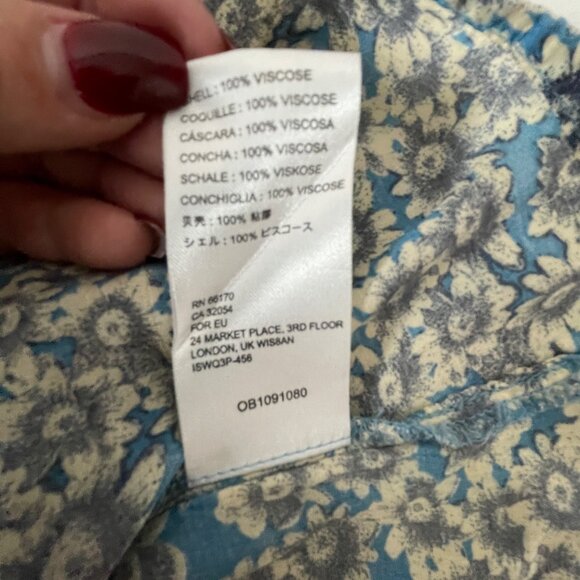 SHELL : 100% VISCOSE
COQUILLE : 100% VISCOSE
CÁSCARA : 100% VISCOSA
CONCHA : 100% VISCOSA
SCHALE : 100% VISKOSE
CONCHIGLIA : 100% VISCOSE
贝壳 : 100% 粘膠
シェル : 100% ビスコース
RN 66170
CA 32054
FOR EU
24 MARKET PLACE, 3RD FLOOR
LONDON, UK WIS8AN
ISWQ3P-456
OB1091080